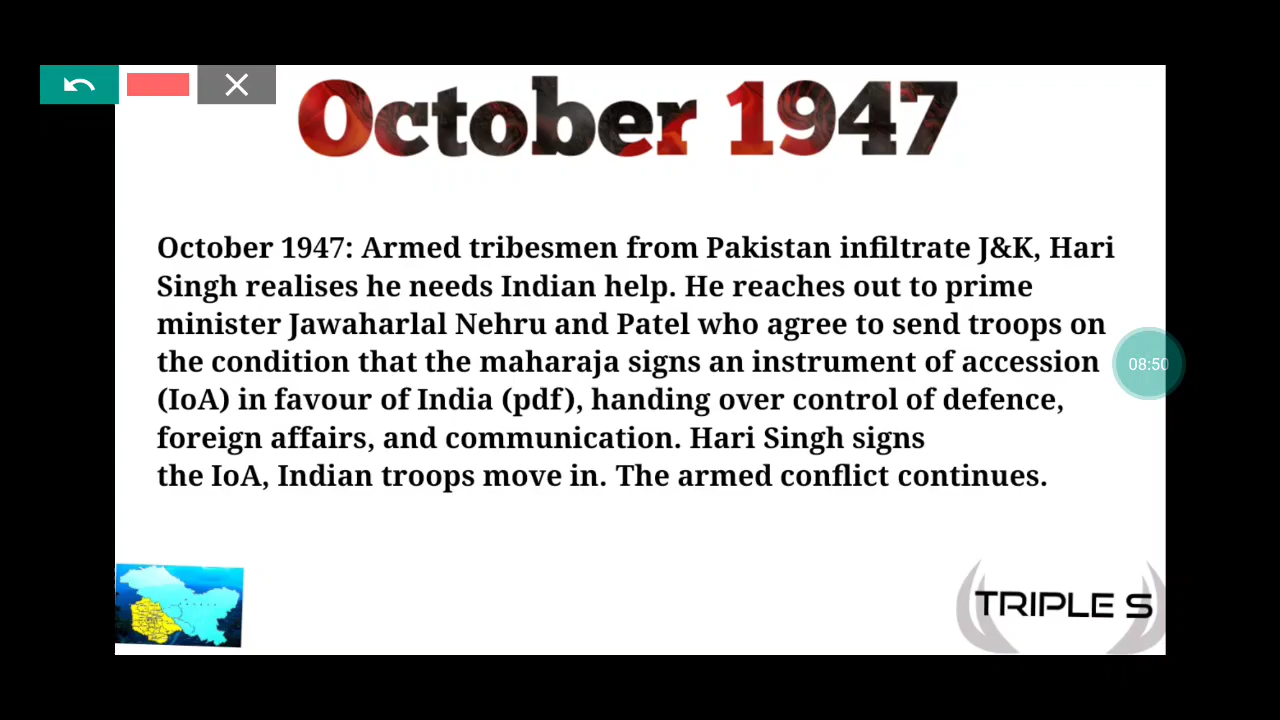 October 1947
October 1947: Armed tribesmen from Pakistan infiltrate J&K, Hari
Singh realises he needs Indian help. He reaches out to prime
minister Jawaharlal Nehru and Patel who agree to send troops on
the condition that the maharaja signs an instrument of accession
(IoA) in favour of India (pdf), handing over control of defence,
foreign affairs, and communication. Hari Singh signs
the IoA, Indian troops move in. The armed conflict continues.
08:50
TRIPLE S